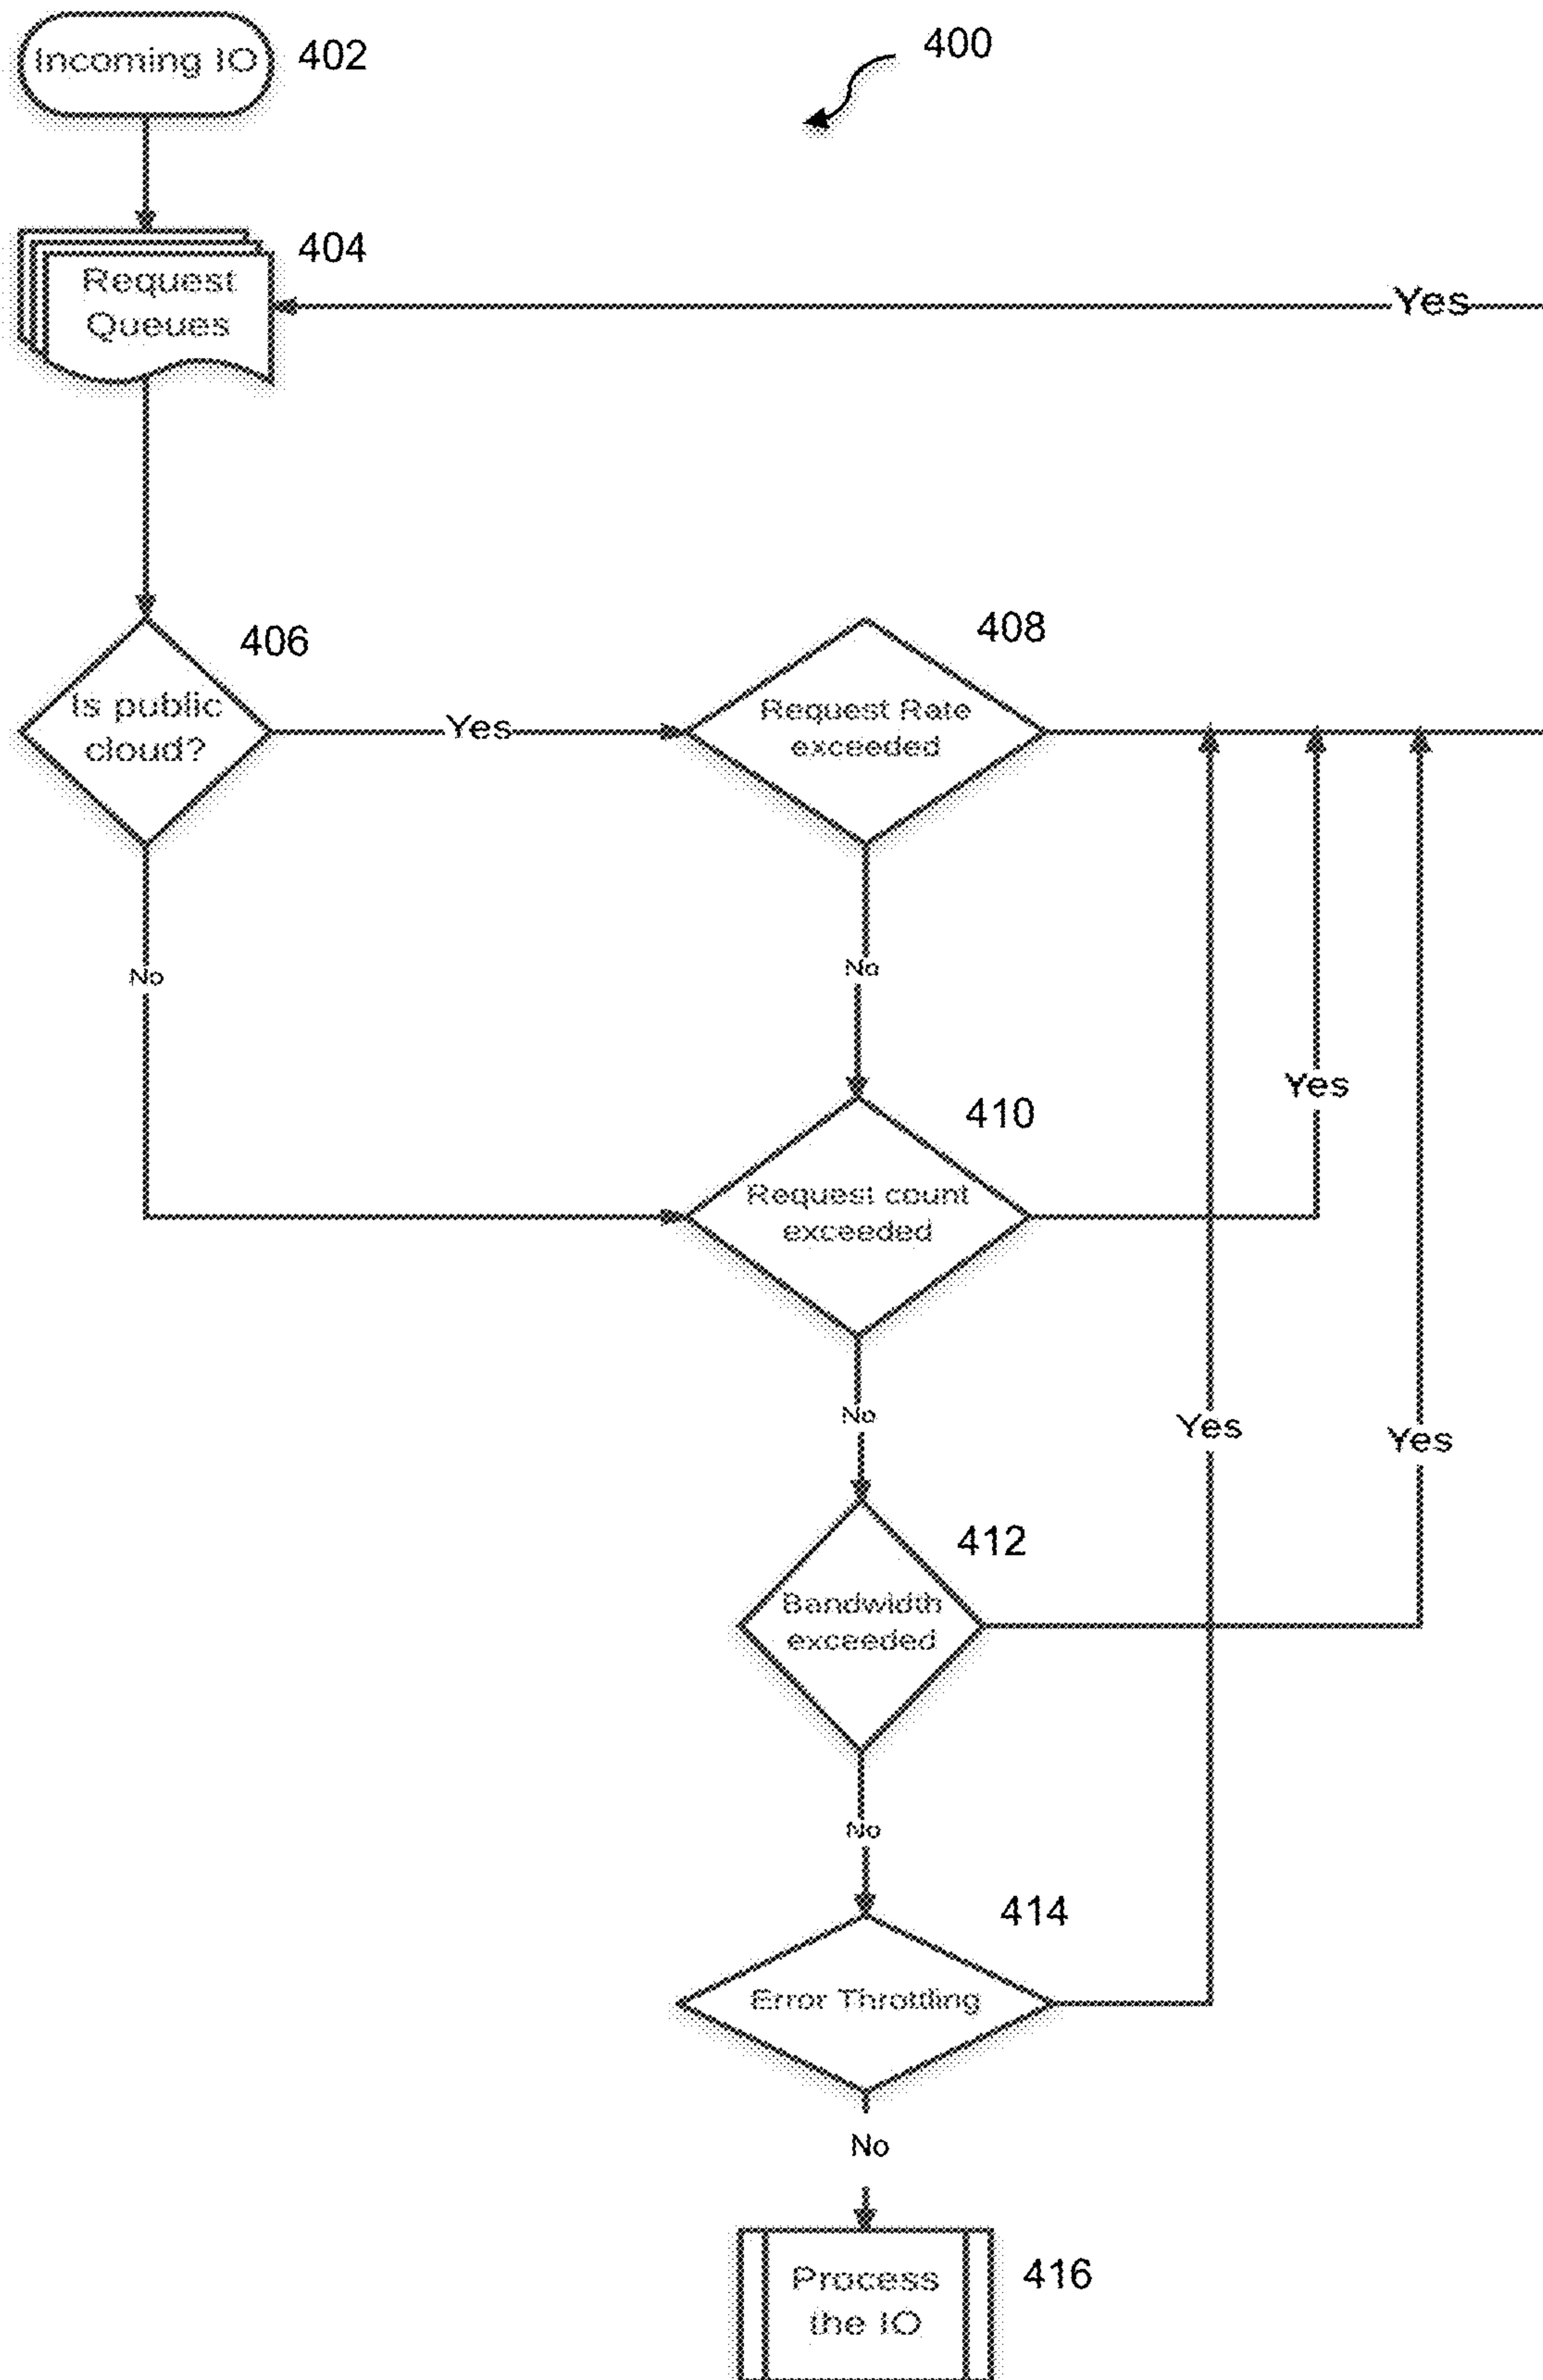 Incoming IO
402
400
404
Request
Queues
Yes
406
408
Is public
cloud?
Yes
Request Rate
exceeded
No
No
Yes
410
Request count
exceeded
No
Yes
Yes
412
Bandwidth
exceeded
No
414
Error Throttling
No
416
Process
the IO